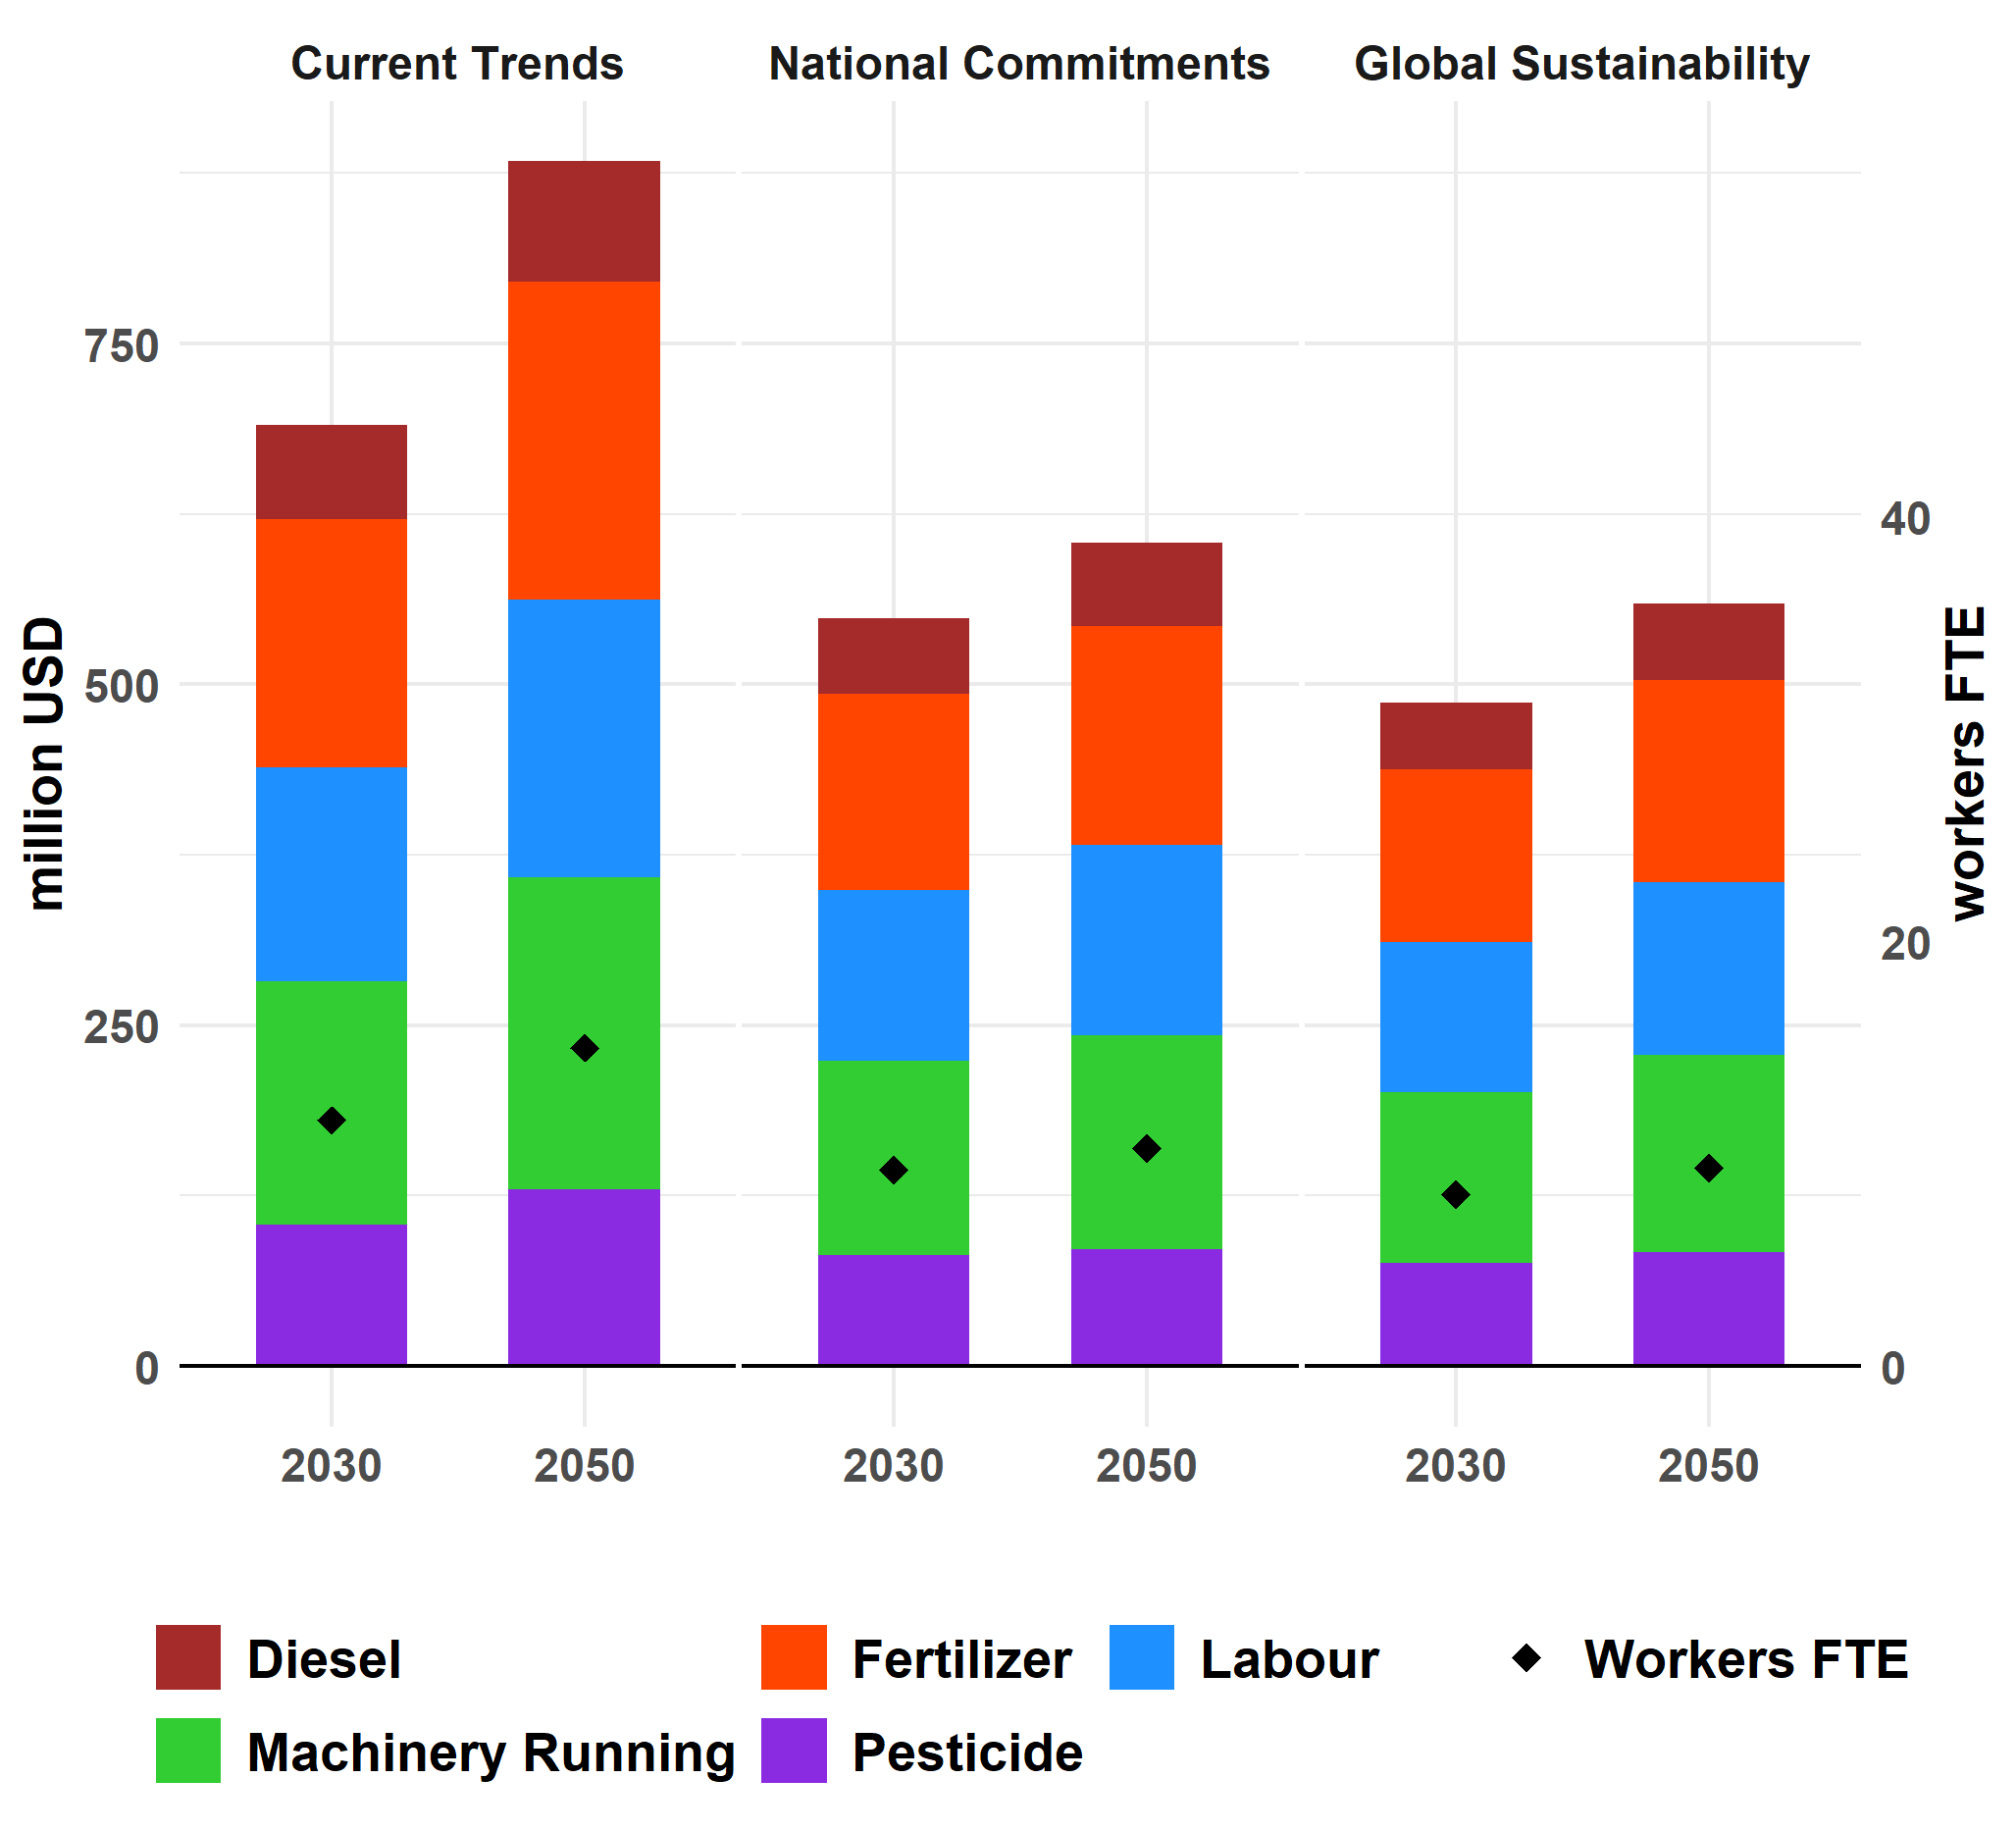 Current Trends National Commitments Global Sustainability
750
500
250
0
million USD
40
20
0
workers FTE
2030 2050 2030 2050 2030 2050
Diesel Fertilizer Labour Workers FTE
Machinery Running Pesticide